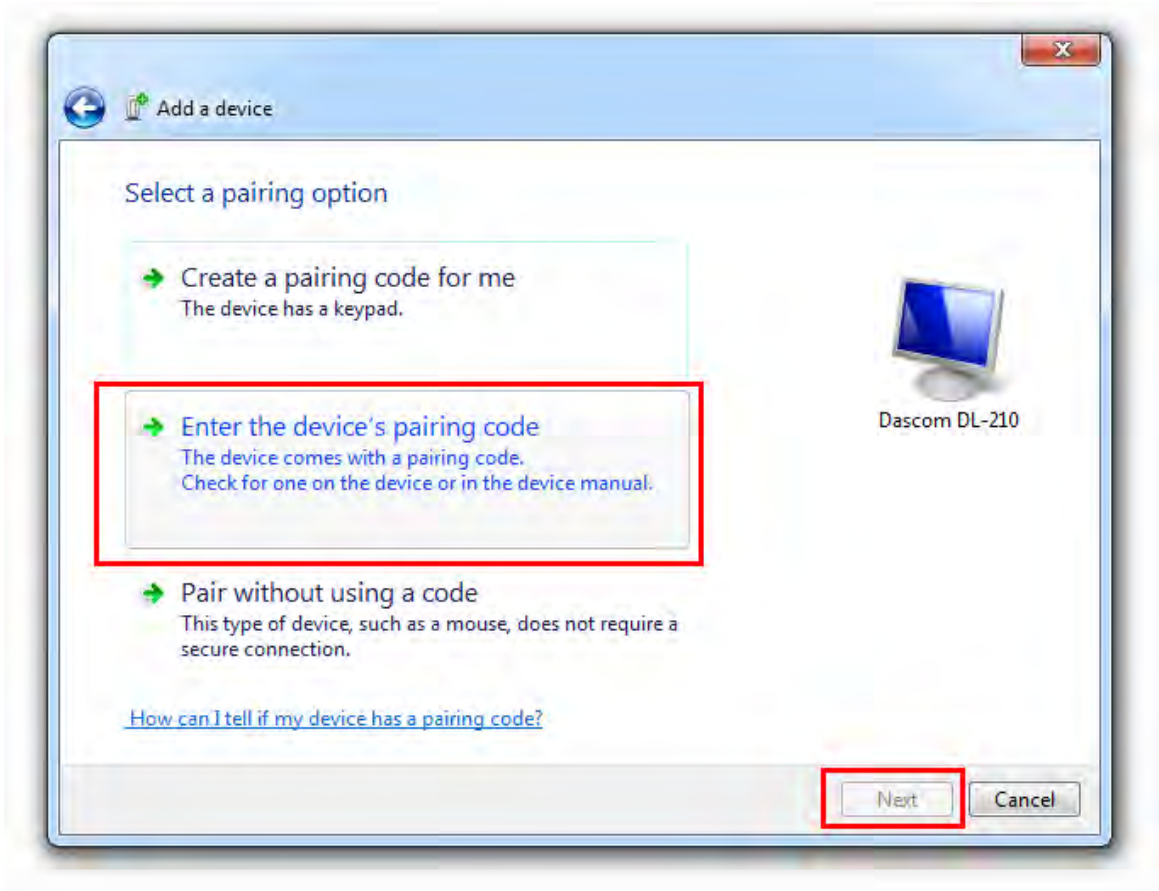 X
Add a device
Select a pairing option
Create a pairing code for me
The device has a keypad.
Enter the device's pairing code
The device comes with a pairing code.
Check for one on the device or in the device manual.
Dascom DL-210
Pair without using a code
This type of device, such as a mouse, does not require a
secure connection.
How can I tell if my device has a pairing code?
Next
Cancel